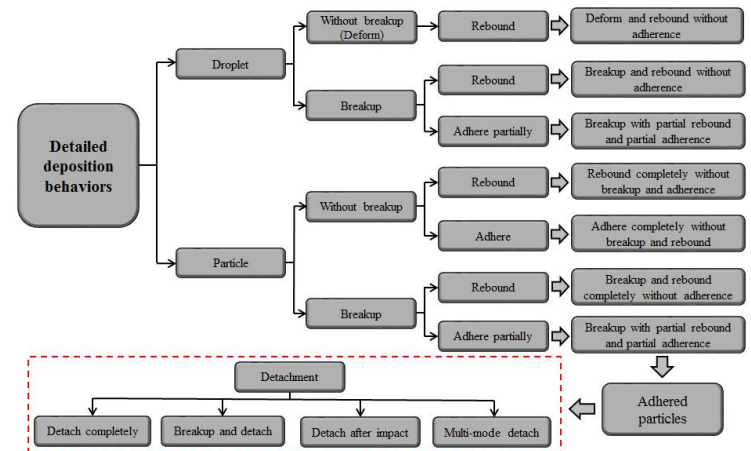 Detailed
deposition
behaviors
Droplet
Particle
Without breakup
(Deform)
Breakup
Without breakup
Breakup
Rebound
Rebound
Adhere partially
Rebound
Adhere
Rebound
Adhere partially
Deform and rebound without
adherence
Breakup and rebound without
adherence
Breakup with partial rebound
and partial adherence
Rebound completely without
breakup and adherence
Adhere completely without
breakup and rebound
Breakup and rebound
completely without adherence
Breakup with partial rebound
and partial adherence
Adhered
particles
Detachment
Detach completely
Breakup and detach
Detach after impact
Multi-mode detach